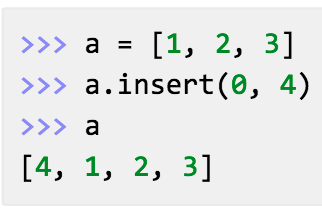 >>> a = [1, 2, 3]
>>> a.insert(0, 4)
>>> a
[4, 1, 2, 3]